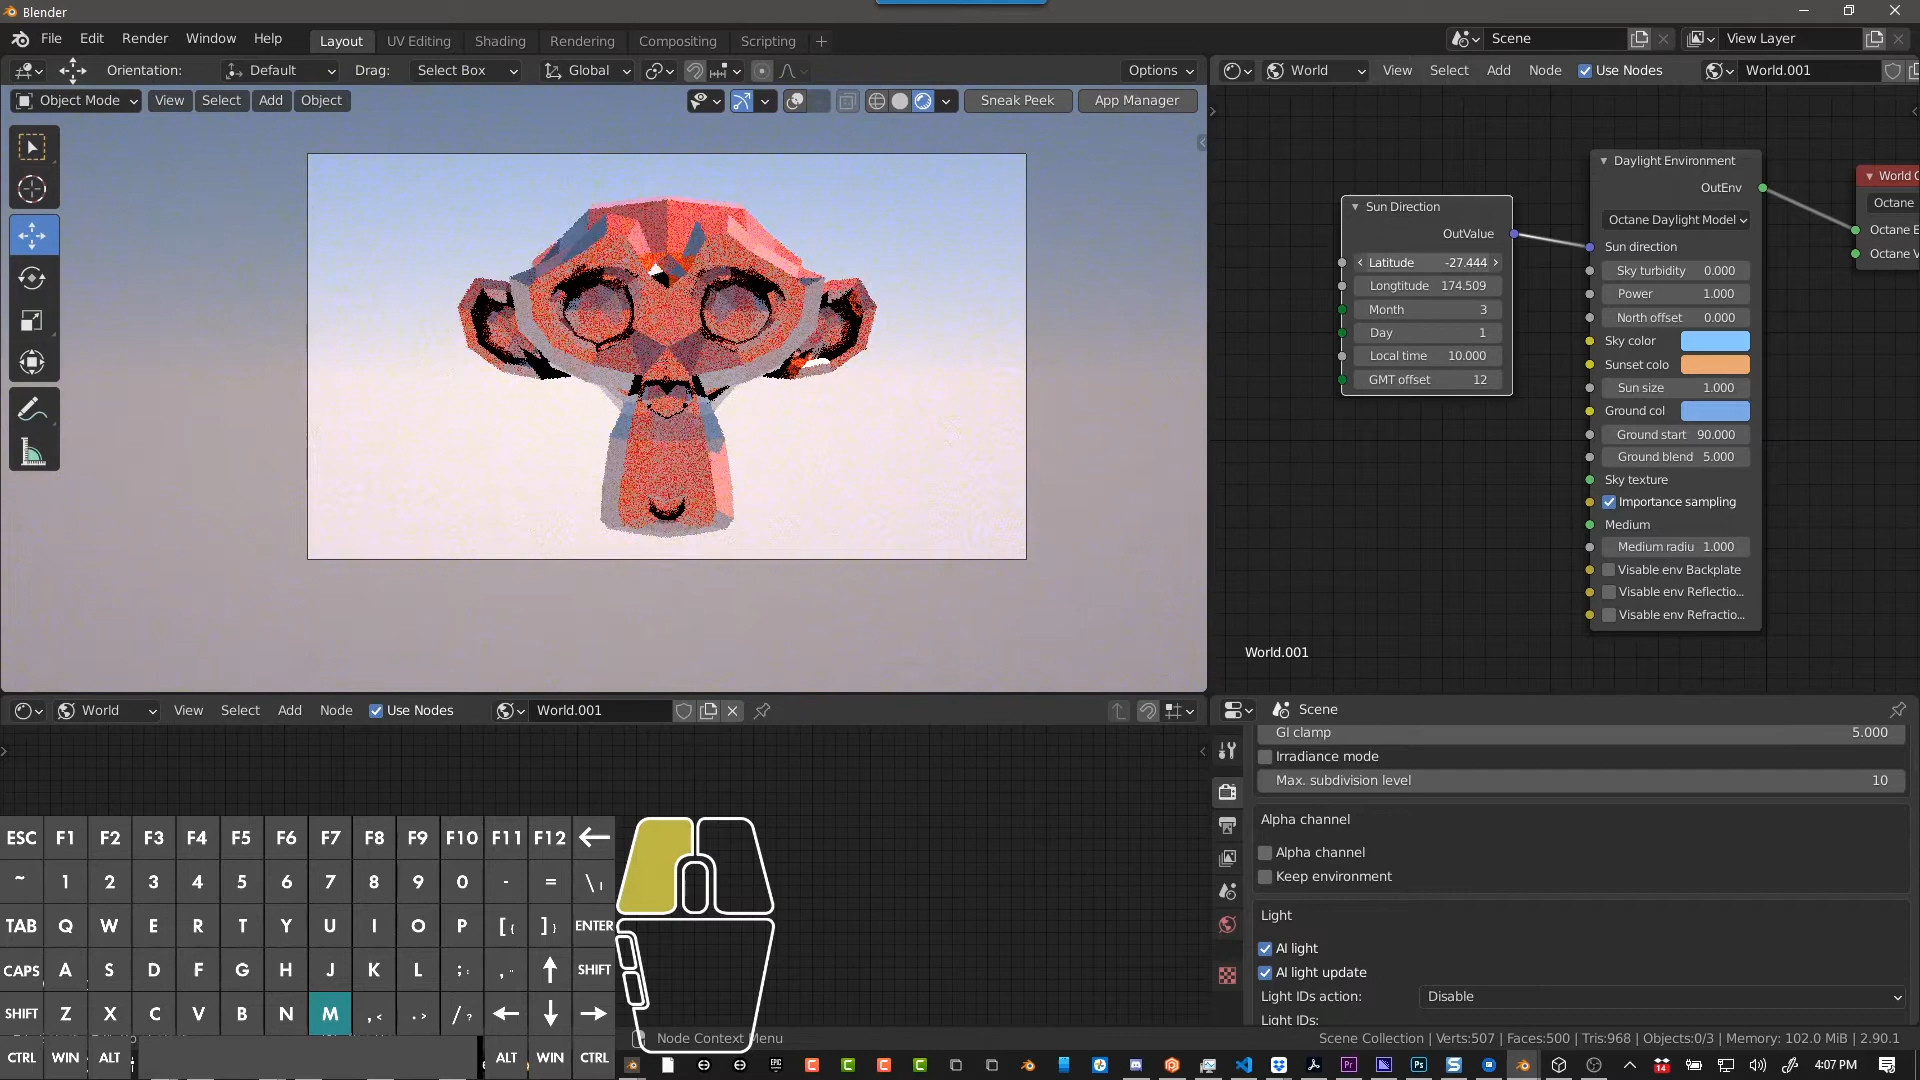 Blender
File Edit Render Window Help
Layout UV Editing Shading Rendering Compositing Scripting +
Scene
View Layer
Orientation: Default Drag: Select Box Global Options
World View Select Add Node Use Nodes World.001
Object Mode View Select Add Object
Sneak Peek App Manager
Daylight Environment
OutEnv
Octane Daylight Model
Sun direction
Sky turbidity 0.000
Power 1.000
North offset 0.000
Sky color
Sunset colo
Sun size 1.000
Ground col
Ground start 90.000
Ground blend 5.000
Sky texture
Importance sampling
Medium
Medium radiu 1.000
Visable env Backplate
Visable env Reflectio...
Visable env Refractio...
World O
Octane
Octane E
Octane V
Sun Direction
OutValue
Latitude -27.444
Longtitude 174.509
Month 3
Day 1
Local time 10.000
GMT offset 12
World.001
World View Select Add Node Use Nodes World.001
Scene
GI clamp 5.000
Irradiance mode
Max. subdivision level 10
Alpha channel
Alpha channel
Keep environment
Light
AI light
AI light update
Light IDs action: Disable
Light IDs:
ESC F1 F2 F3 F4 F5 F6 F7 F8 F9 F10 F11 F12
~ 1 2 3 4 5 6 7 8 9 0 - = \
TAB Q W E R T Y U I O P [{ ]} ENTER
CAPS A S D F G H J K L ;: SHIFT
SHIFT Z X C V B N M ,< .> /?
CTRL WIN ALT ALT WIN CTRL
Node Context Menu
Scene Collection | Verts:507 | Faces:500 | Tris:968 | Objects:0/3 | Memory: 102.0 MiB | 2.90.1
14
4:07 PM